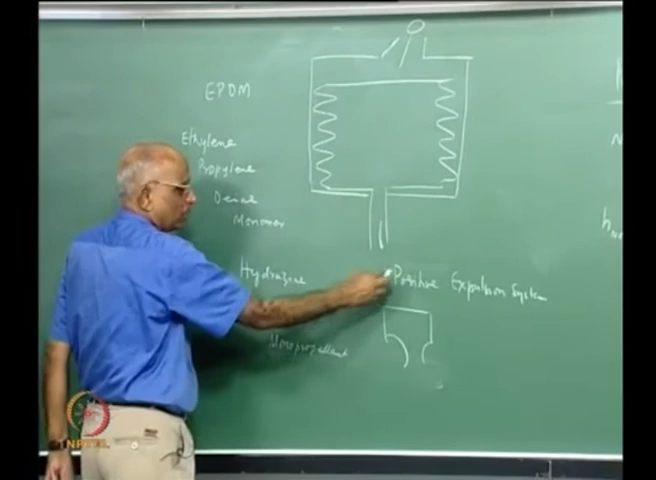 EPDM
Ethylene
Propylene
Diene
Monomer
Hydrazine
Positive Expulsion System
Monopropellant
NPTEL